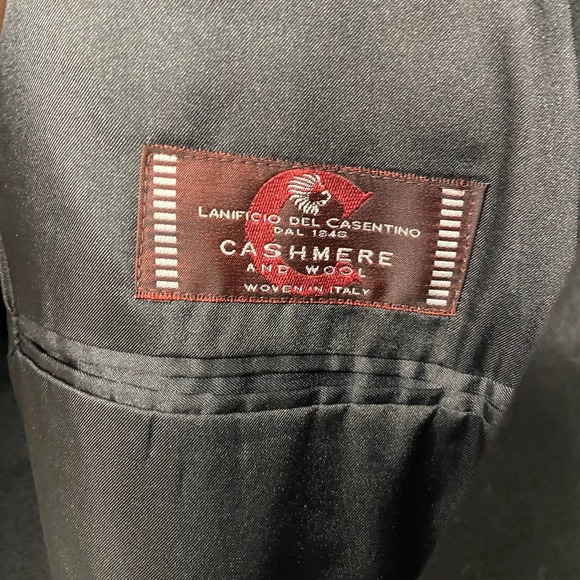 LANIFICIO DEL CASENTINO
DAL 1848
CASHMERE
AND WOOL
WOVEN IN ITALY